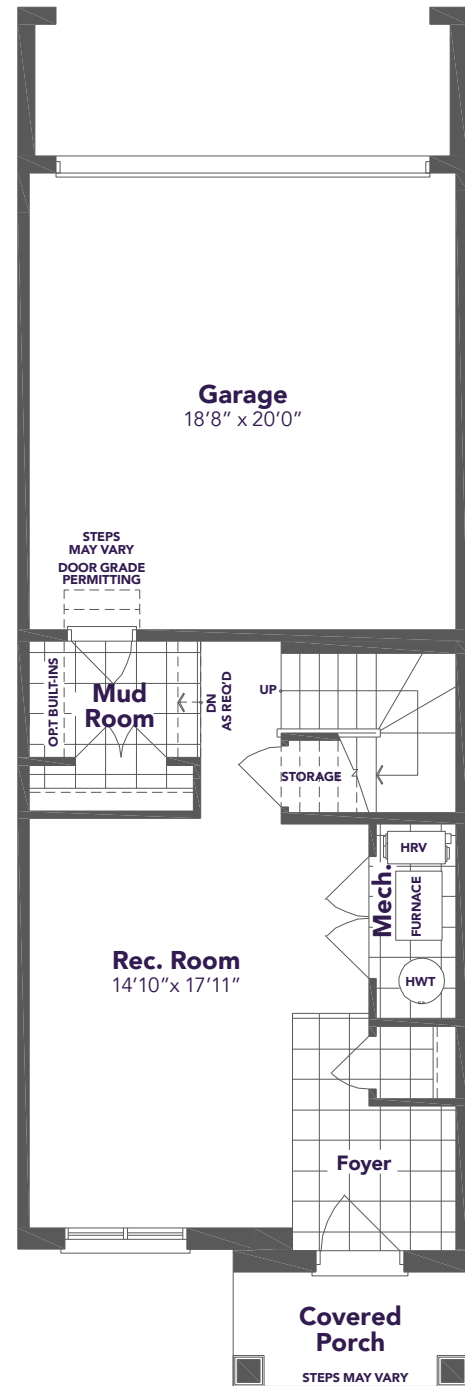 Garage
18'8" x 20'0"
STEPS
MAY VARY
DOOR GRADE
PERMITTING
OP.T BUILT-INS
Mud
Room
DN
AS REQ'D
UP
STORAGE
HRV
Mech.
FURNACE
HWT
Rec. Room
14'10"x 17'11"
Foyer
Covered
Porch
STEPS MAY VARY